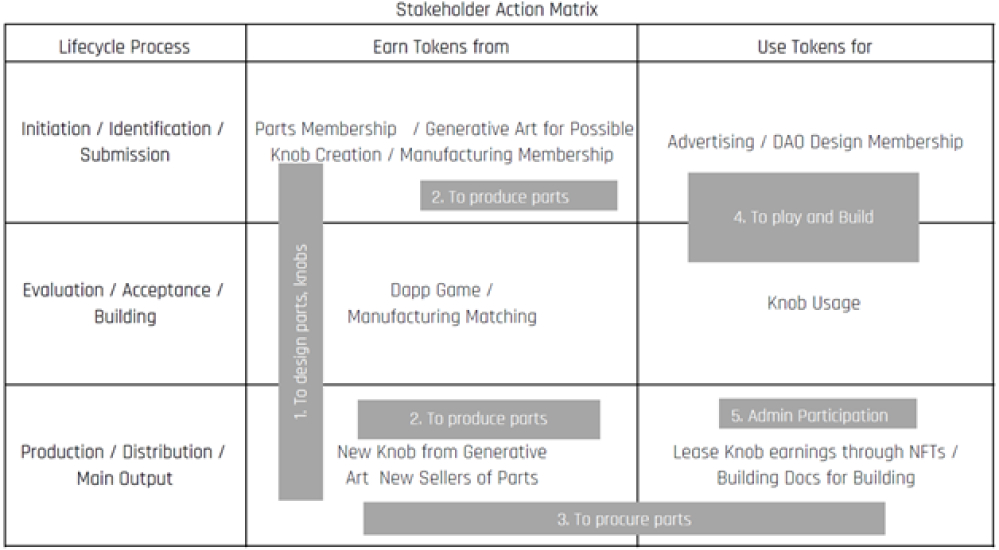 Stakeholder Action Matrix
Lifecycle Process
Earn Tokens from
Use Tokens for
Initiation / Identification /
Submission
Parts Membership / Generative Art for Possible
Knob Creation / Manufacturing Membership
2. To produce parts
Advertising / DAO Design Membership
4. To play and Build
1. To design parts, knobs
Evaluation / Acceptance /
Building
Dapp Game /
Manufacturing Matching
Knob Usage
Production / Distribution /
Main Output
2. To produce parts
New Knob from Generative
Art New Sellers of Parts
5. Admin Participation
Lease Knob earnings through NFTs /
Building Docs for Building
3. To procure parts